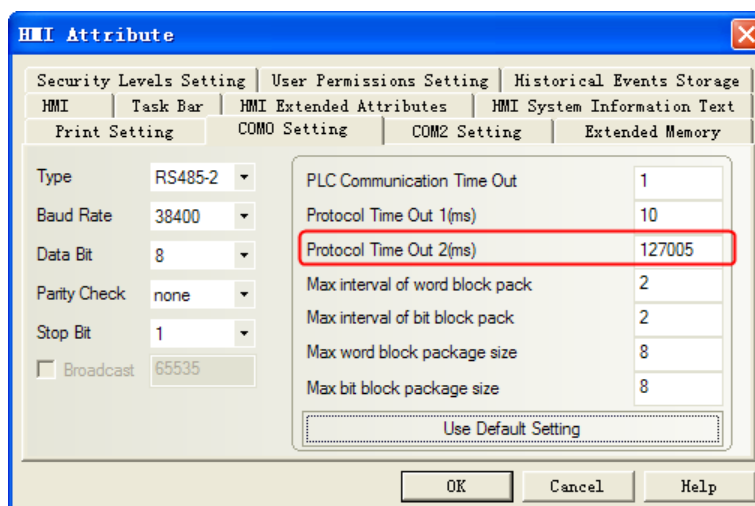 HMI Attribute
Security Levels Setting User Permissions Setting Historical Events Storage
HMI Task Bar HMI Extended Attributes HMI System Information Text
Print Setting COM0 Setting COM2 Setting Extended Memory
Type RS485-2
Baud Rate 38400
Data Bit 8
Parity Check none
Stop Bit 1
Broadcast 65535
PLC Communication Time Out 1
Protocol Time Out 1(ms) 10
Protocol Time Out 2(ms) 127005
Max interval of word block pack 2
Max interval of bit block pack 2
Max word block package size 8
Max bit block package size 8
Use Default Setting
OK Cancel Help